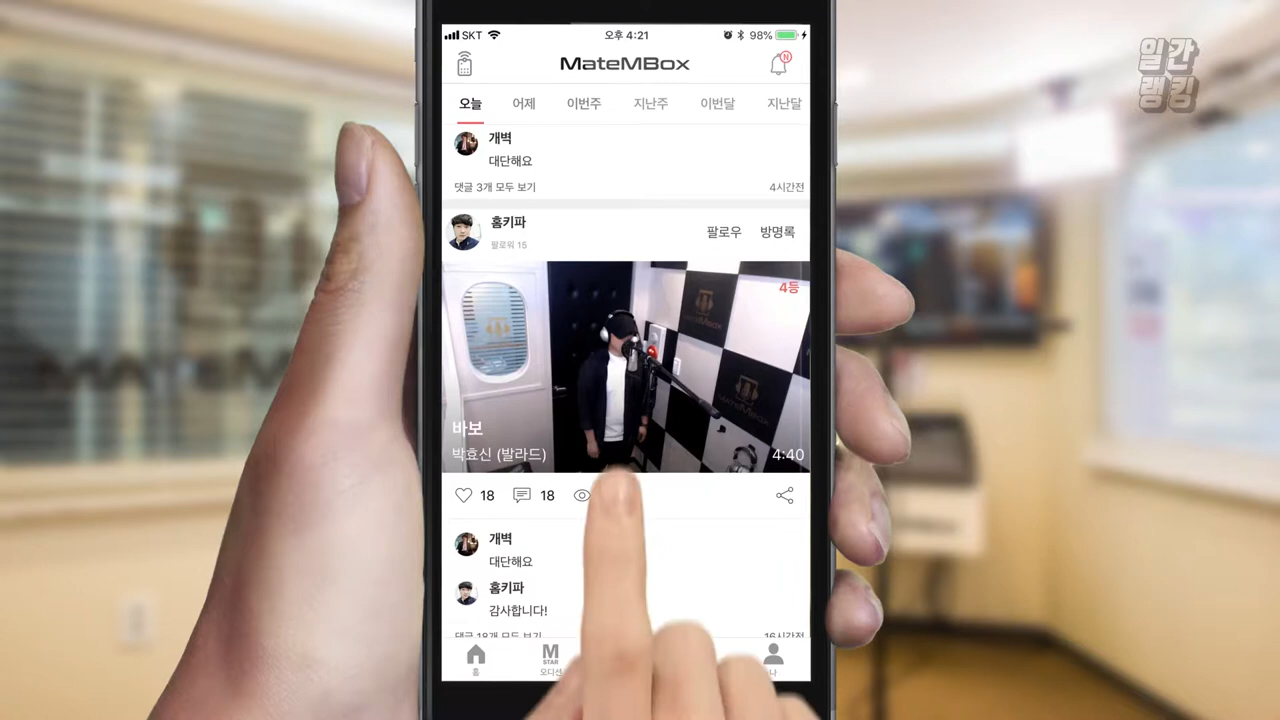 SKT
오후 4:21
98%
MateMBox
N
일간
랭킹
오늘
어제
이번주
지난주
이번달
지난달
개벽
대단해요
댓글 3개 모두 보기
4시간전
홈키파
팔로워 15
팔로우
방명록
4등
바보
박효신 (발라드)
4:40
18
18
개벽
대단해요
홈키파
감사합니다!
댓글 18개 모두 보기
16시간전
홈
M
STAR
오디션
나